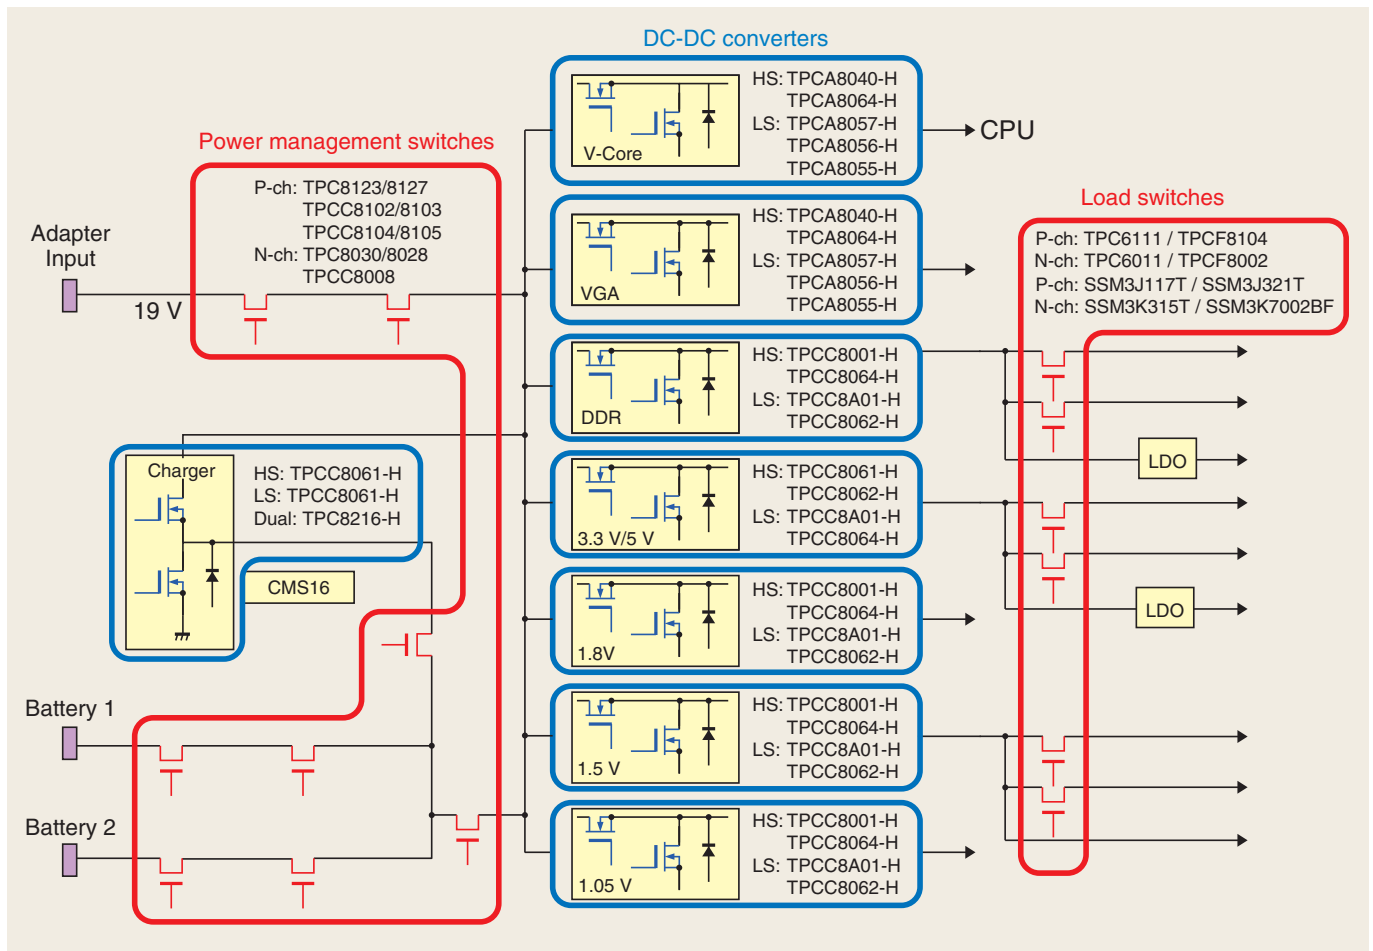 DC-DC converters
HS: TPCA8040-H
TPCA8064-H
LS: TPCA8057-H
TPCA8056-H
TPCA8055-H
V-Core
CPU
Power management switches
P-ch: TPC8123/8127
TPCC8102/8103
TPCC8104/8105
N-ch: TPC8030/8028
TPCC8008
Adapter
Input
19 V
HS: TPCA8040-H
TPCA8064-H
LS: TPCA8057-H
TPCA8056-H
TPCA8055-H
VGA
Load switches
P-ch: TPC6111 / TPCF8104
N-ch: TPC6011 / TPCF8002
P-ch: SSM3J117T / SSM3J321T
N-ch: SSM3K315T / SSM3K7002BF
HS: TPCC8001-H
TPCC8064-H
LS: TPCC8A01-H
TPCC8062-H
DDR
LDO
Charger
HS: TPCC8061-H
LS: TPCC8061-H
Dual: TPC8216-H
CMS16
HS: TPCC8061-H
TPCC8062-H
LS: TPCC8A01-H
TPCC8064-H
3.3 V/5 V
LDO
HS: TPCC8001-H
TPCC8064-H
LS: TPCC8A01-H
TPCC8062-H
1.8V
Battery 1
HS: TPCC8001-H
TPCC8064-H
LS: TPCC8A01-H
TPCC8062-H
1.5 V
Battery 2
HS: TPCC8001-H
TPCC8064-H
LS: TPCC8A01-H
TPCC8062-H
1.05 V